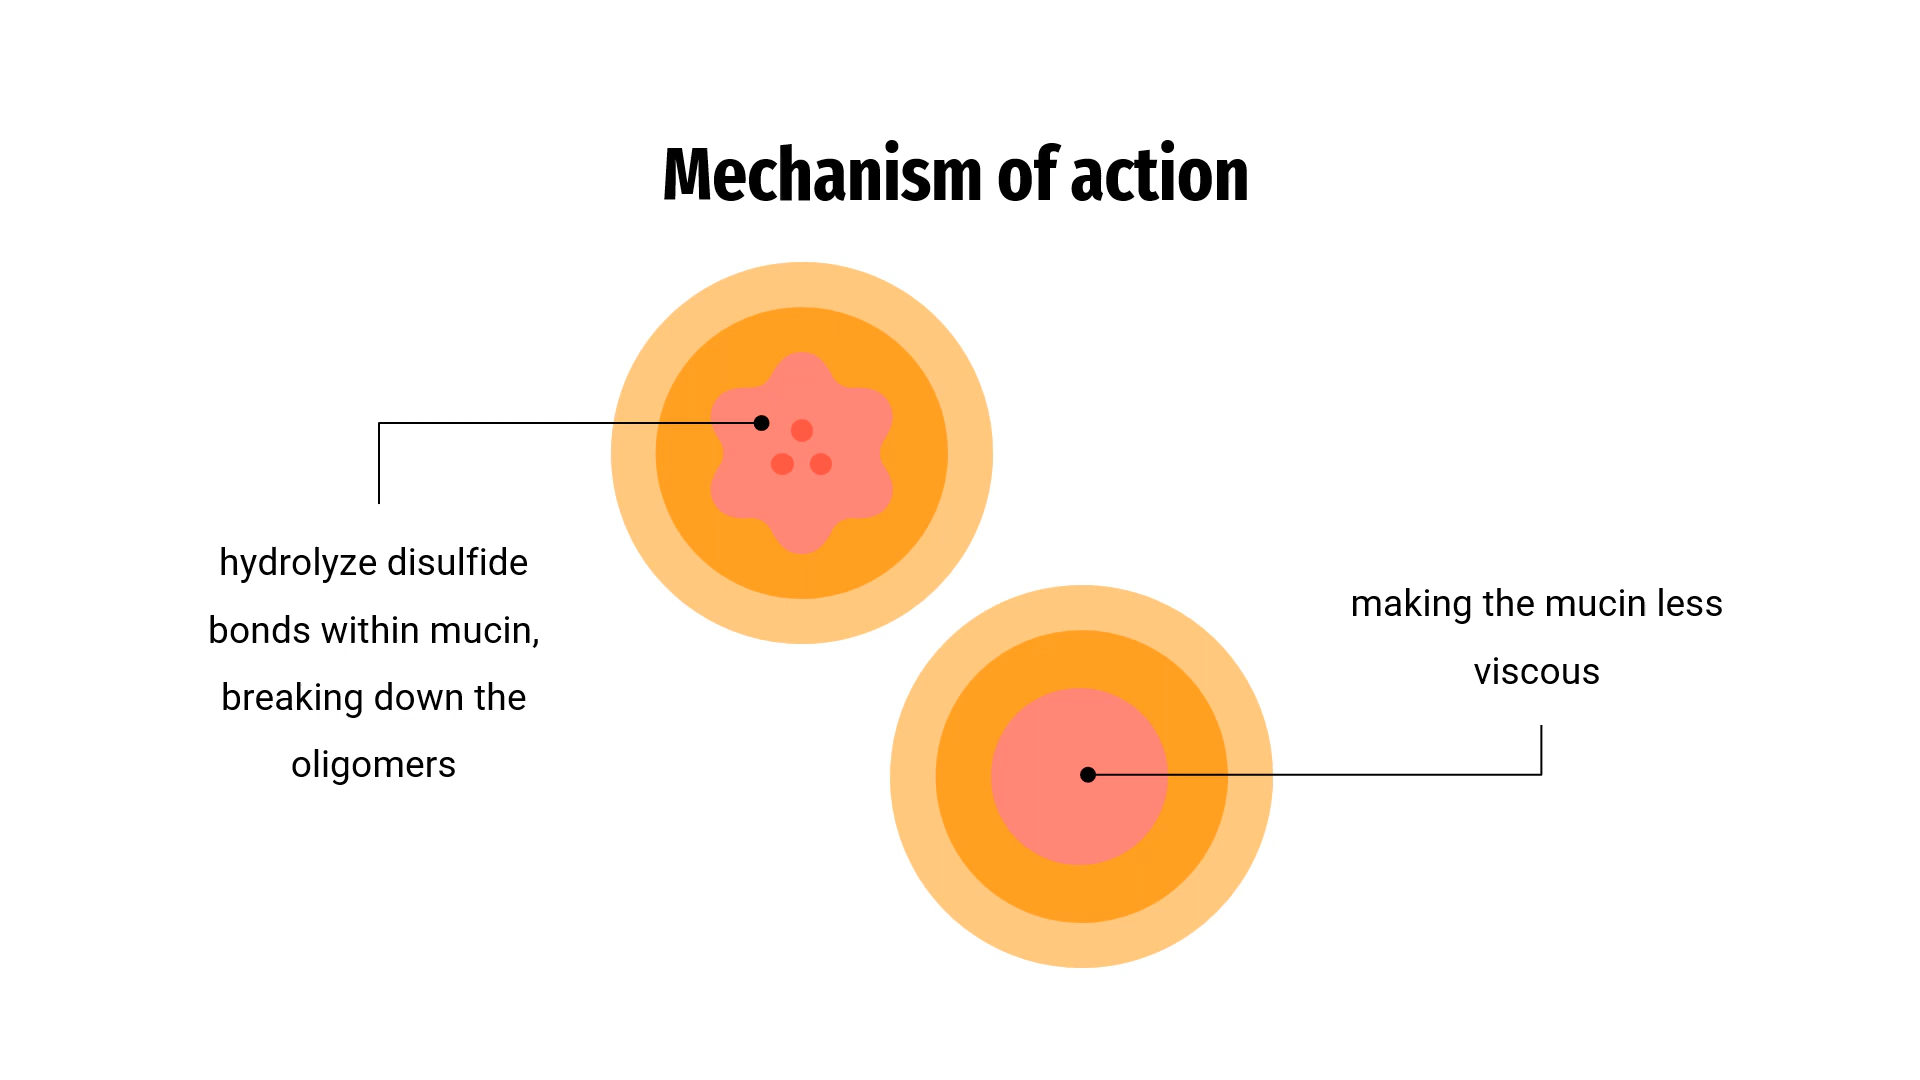 Mechanism of action
hydrolyze disulfide
bonds within mucin,
breaking down the
oligomers
making the mucin less
viscous